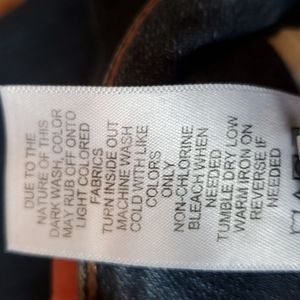 DUE TO THE
NATURE OF THIS
DARK WASH, COLOR
MAY RUB OFF ONTO
LIGHT COLORED
FABRICS
TURN INSIDE OUT
MACHINE WASH
COLD WITH LIKE
COLORS
ONLY
NON-CHLORINE
BLEACH WHEN
NEEDED
TUMBLE DRY LOW
WARM IRON ON
REVERSE IF
NEEDED